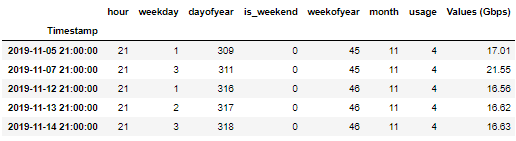 hour weekday dayofyear is_weekend weekofyear month usage Values (Gbps)
Timestamp
2019-11-05 21:00:00 21 1 309 0 45 11 4 17.01
2019-11-07 21:00:00 21 3 311 0 45 11 4 21.55
2019-11-12 21:00:00 21 1 316 0 46 11 4 16.56
2019-11-13 21:00:00 21 2 317 0 46 11 4 16.62
2019-11-14 21:00:00 21 3 318 0 46 11 4 16.63